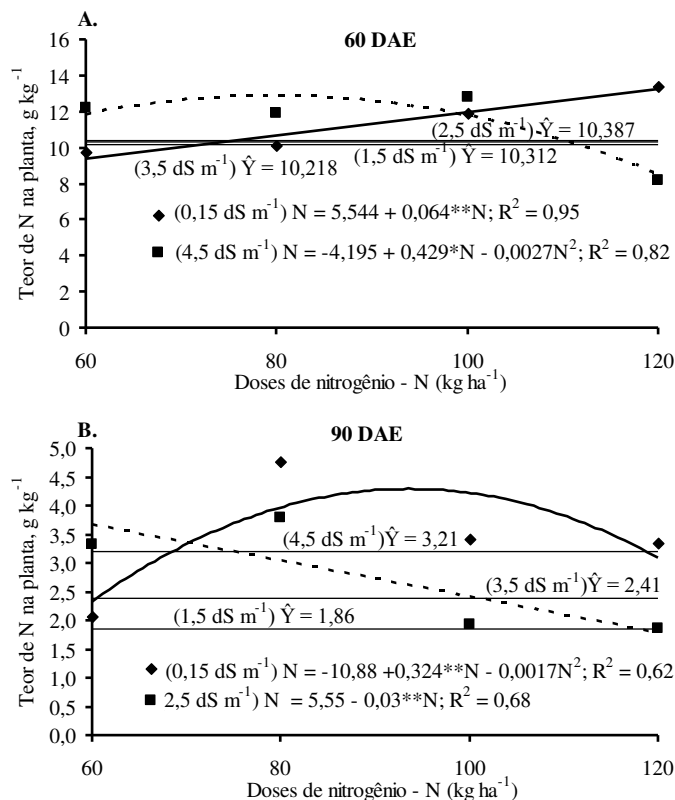 A.
60 DAE
Teor de N na planta, g kg⁻¹
16
14
12
10
8
6
4
2
0
(2,5 dS m⁻¹) Ŷ = 10,387
(1,5 dS m⁻¹) Ŷ = 10,312
(3,5 dS m⁻¹) Ŷ = 10,218
(0,15 dS m⁻¹) N = 5,544 + 0,064**N; R² = 0,95
(4,5 dS m⁻¹) N = -4,195 + 0,429*N - 0,0027N²; R² = 0,82
60 80 100 120
Doses de nitrogênio - N (kg ha⁻¹)
B.
90 DAE
Teor de N na planta, g kg⁻¹
5,0
4,5
4,0
3,5
3,0
2,5
2,0
1,5
1,0
0,5
0,0
(4,5 dS m⁻¹)Ŷ = 3,21
(3,5 dS m⁻¹)Ŷ = 2,41
(1,5 dS m⁻¹) Ŷ = 1,86
(0,15 dS m⁻¹) N = -10,88 +0,324**N - 0,0017N²; R² = 0,62
2,5 dS m⁻¹) N = 5,55 - 0,03**N; R² = 0,68
60 80 100 120
Doses de nitrogênio - N (kg ha⁻¹)